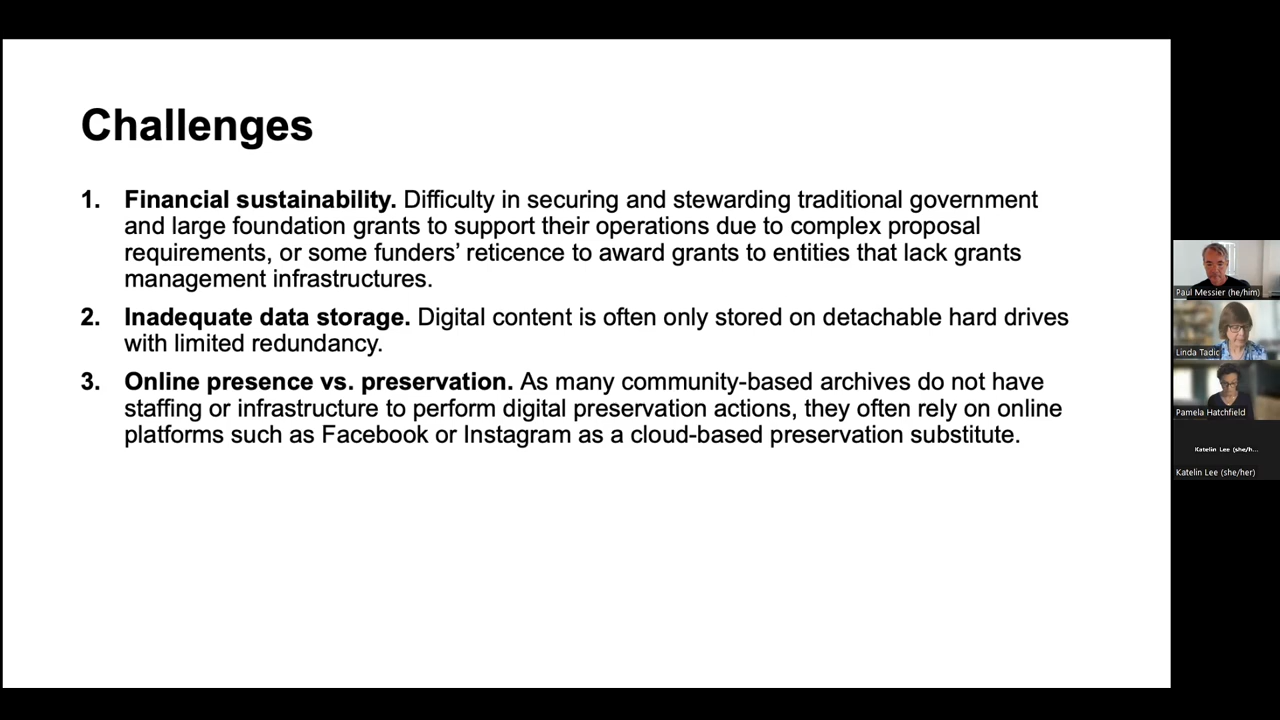 Challenges
1. Financial sustainability. Difficulty in securing and stewarding traditional government
and large foundation grants to support their operations due to complex proposal
requirements, or some funders’ reticence to award grants to entities that lack grants
management infrastructures.
2. Inadequate data storage. Digital content is often only stored on detachable hard drives
with limited redundancy.
3. Online presence vs. preservation. As many community-based archives do not have
staffing or infrastructure to perform digital preservation actions, they often rely on online
platforms such as Facebook or Instagram as a cloud-based preservation substitute.
Paul Messier (he/him)
Linda Tadic
Pamela Hatchfield
Katelin Lee (she/h...
Katelin Lee (she/her)